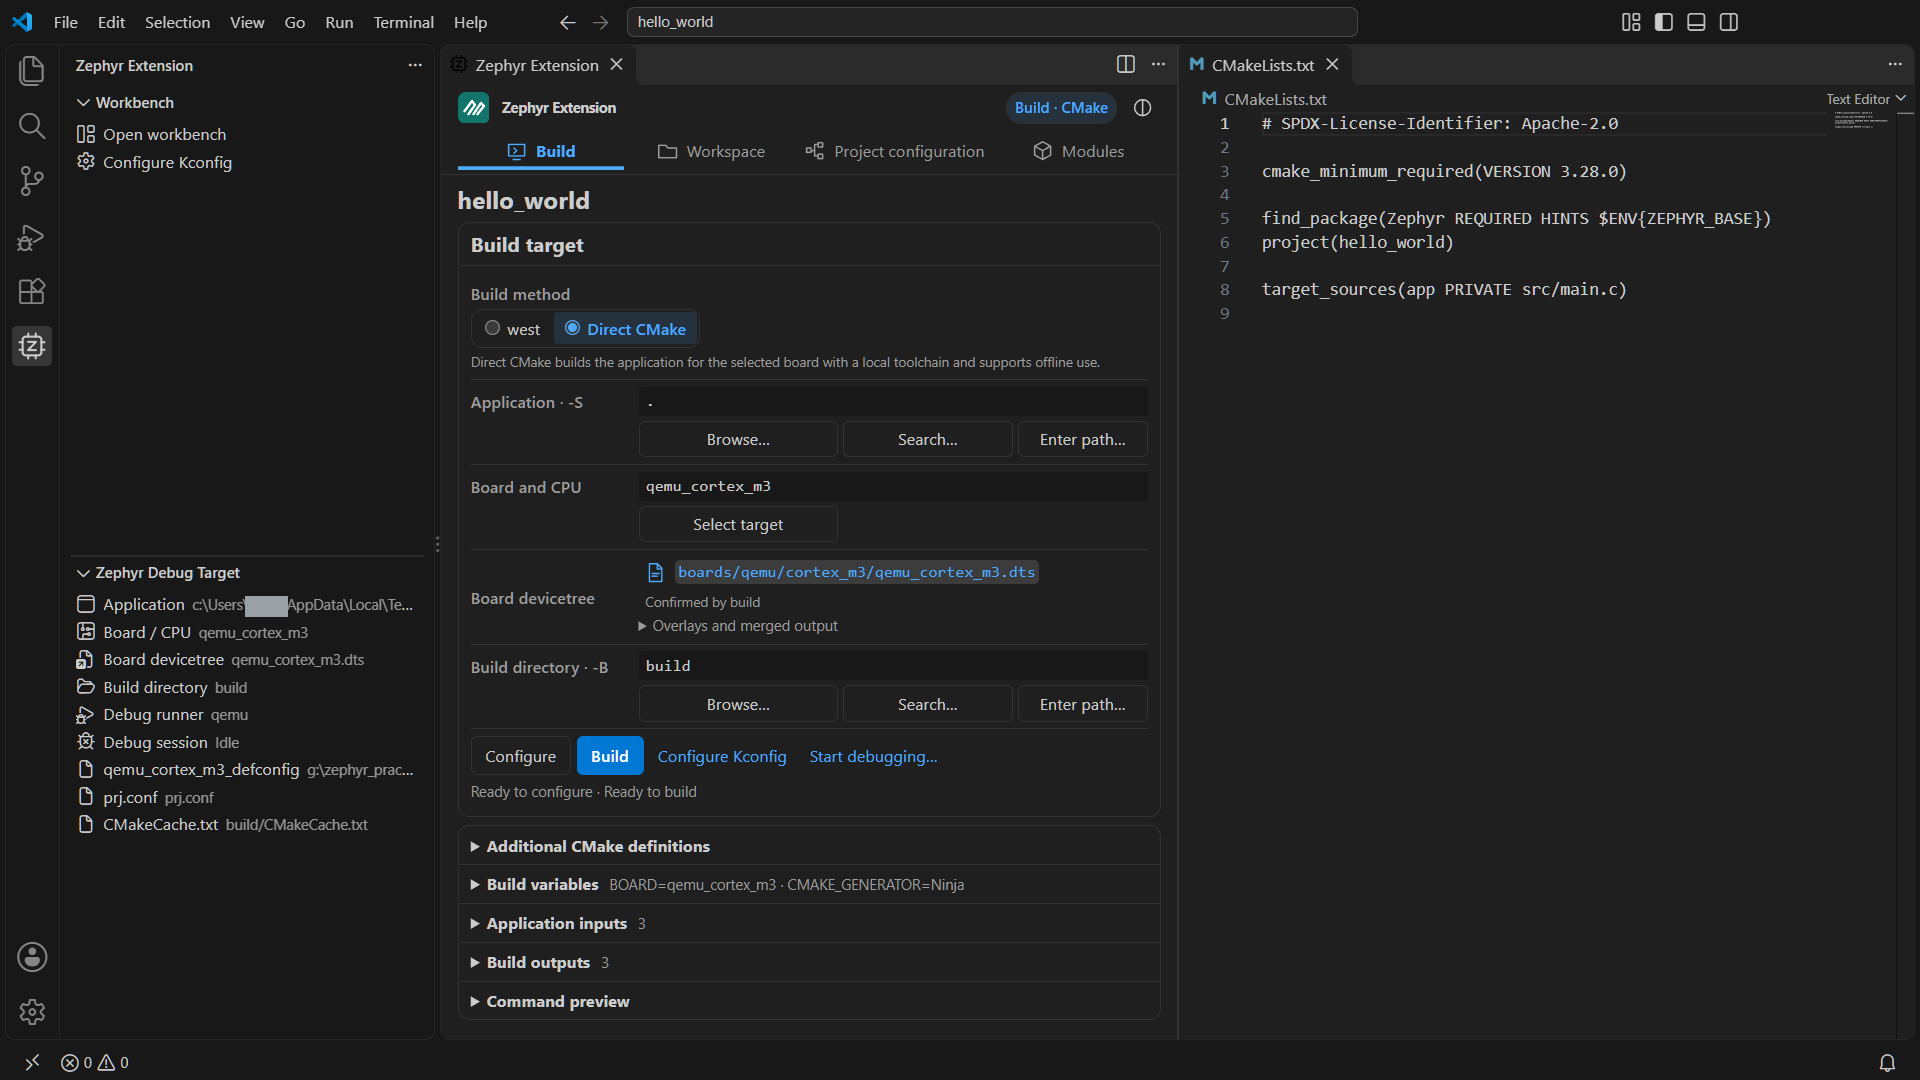 File Edit Selection View Go Run Terminal Help
hello_world
Zephyr Extension
Workbench
Open workbench
Configure Kconfig
Zephyr Debug Target
Application c:\Users\ AppData\Local\Te...
Board / CPU qemu_cortex_m3
Board devicetree qemu_cortex_m3.dts
Build directory build
Debug runner qemu
Debug session Idle
qemu_cortex_m3_defconfig g:\zephyr_prac...
prj.conf prj.conf
CMakeCache.txt build/CMakeCache.txt
Zephyr Extension
Zephyr Extension
Build · CMake
Build Workspace Project configuration Modules
hello_world
Build target
Build method
west Direct CMake
Direct CMake builds the application for the selected board with a local toolchain and supports offline use.
Application · -S .
Browse... Search... Enter path...
Board and CPU qemu_cortex_m3
Select target
Board devicetree
boards/qemu/cortex_m3/qemu_cortex_m3.dts
Confirmed by build
Overlays and merged output
Build directory · -B build
Browse... Search... Enter path...
Configure Build Configure Kconfig Start debugging...
Ready to configure · Ready to build
Additional CMake definitions
Build variables BOARD=qemu_cortex_m3 · CMAKE_GENERATOR=Ninja
Application inputs 3
Build outputs 3
Command preview
CMakeLists.txt
CMakeLists.txt
Text Editor
1 # SPDX-License-Identifier: Apache-2.0
2
3 cmake_minimum_required(VERSION 3.28.0)
4
5 find_package(Zephyr REQUIRED HINTS $ENV{ZEPHYR_BASE})
6 project(hello_world)
7
8 target_sources(app PRIVATE src/main.c)
9
0 0